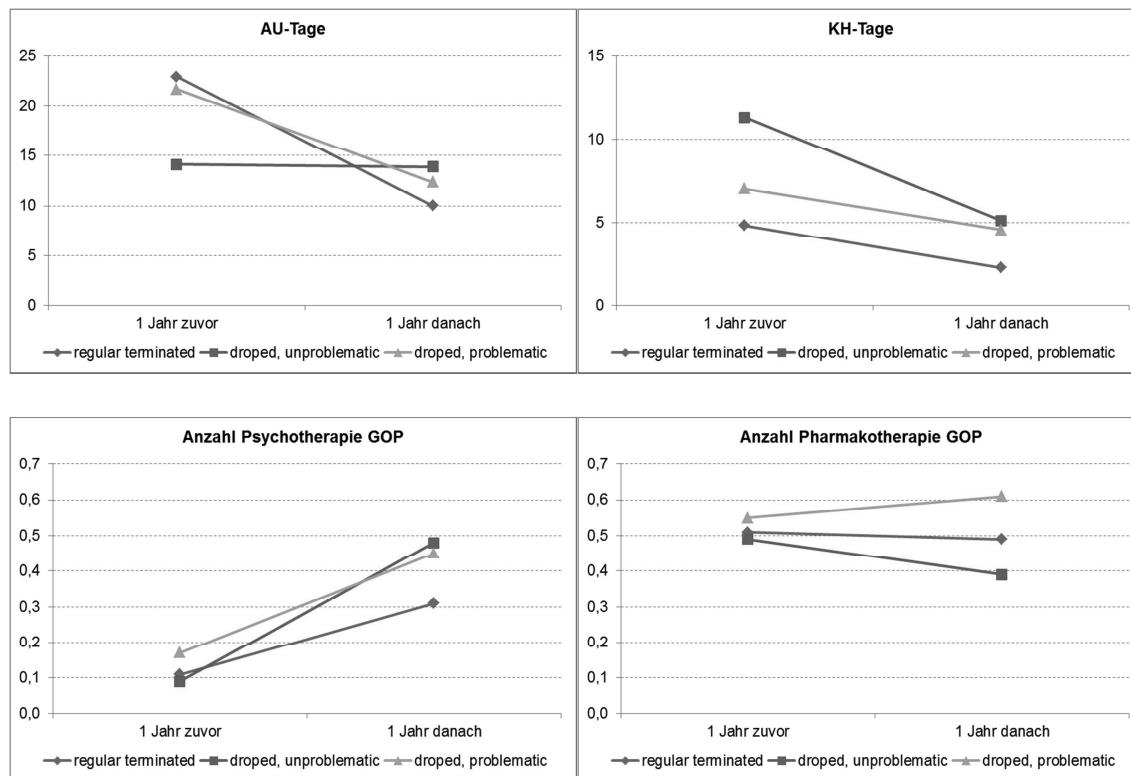 AU-Tage
25
20
15
10
5
0
1 Jahr zuvor
1 Jahr danach
regular terminated
droped, unproblematic
droped, problematic
KH-Tage
15
10
5
0
1 Jahr zuvor
1 Jahr danach
regular terminated
droped, unproblematic
droped, problematic
Anzahl Psychotherapie GOP
0,7
0,6
0,5
0,4
0,3
0,2
0,1
0,0
1 Jahr zuvor
1 Jahr danach
regular terminated
droped, unproblematic
droped, problematic
Anzahl Pharmakotherapie GOP
0,7
0,6
0,5
0,4
0,3
0,2
0,1
0,0
1 Jahr zuvor
1 Jahr danach
regular terminated
droped, unproblematic
droped, problematic